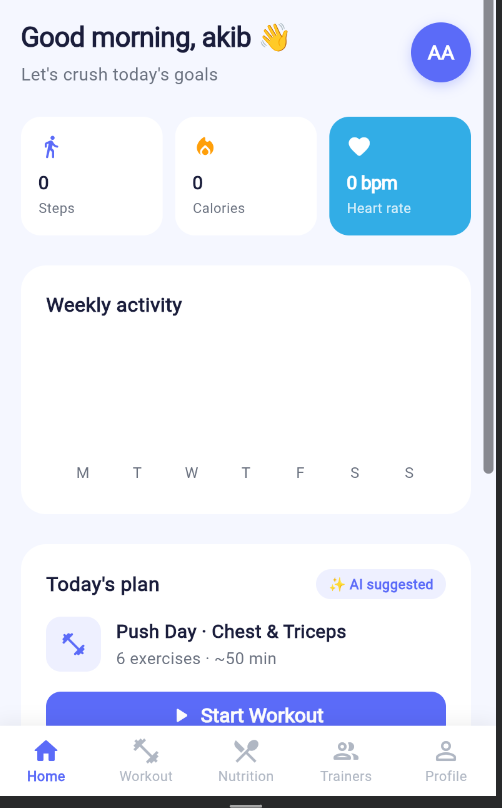 Good morning, akib 👋
AA
Let's crush today's goals
0
Steps
0
Calories
0 bpm
Heart rate
Weekly activity
M T W T F S S
Today's plan
✨ AI suggested
Push Day · Chest & Triceps
6 exercises · ~50 min
Start Workout
Home Workout Nutrition Trainers Profile